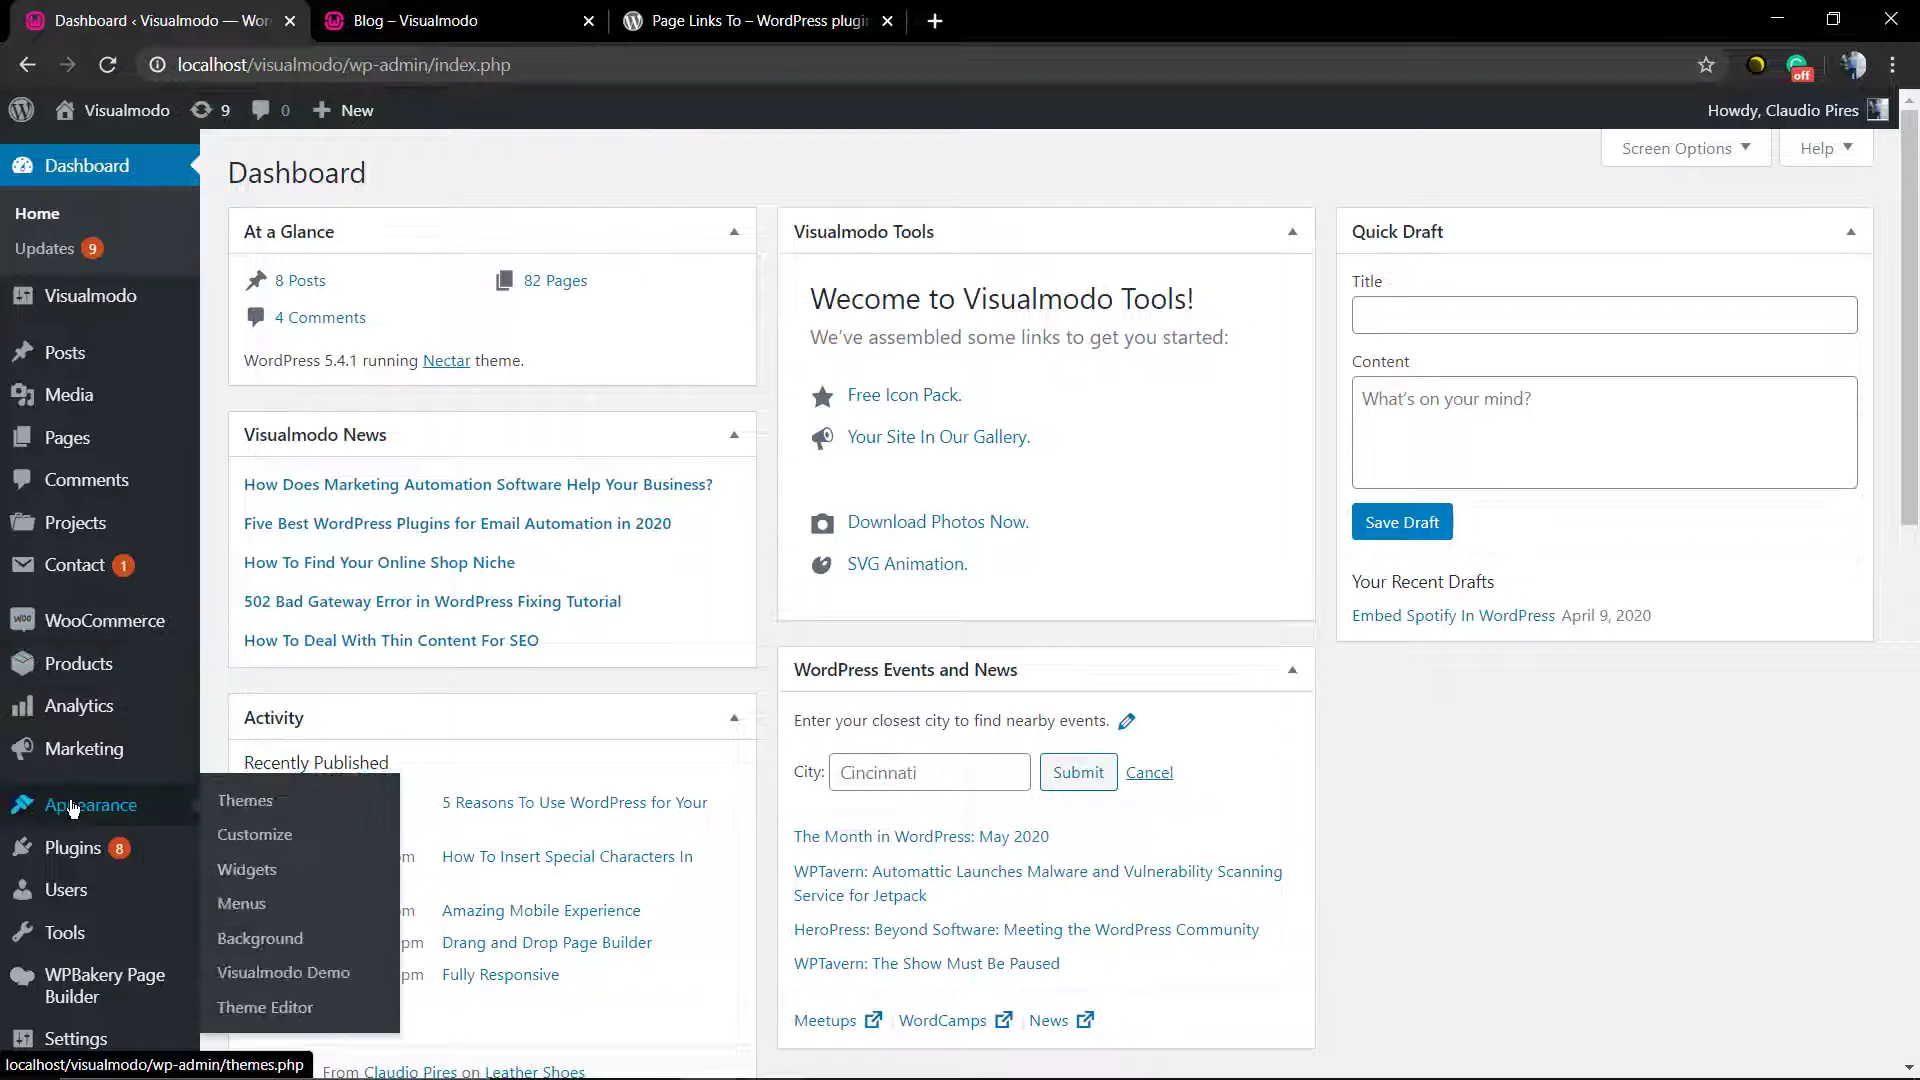 Dashboard ‹ Visualmodo — Wor
Blog – Visualmodo
Page Links To – WordPress plugin
localhost/visualmodo/wp-admin/index.php
off
Visualmodo
9
0
New
Howdy, Claudio Pires
Dashboard
Home
Updates 9
Visualmodo
Posts
Media
Pages
Comments
Projects
Contact 1
WooCommerce
Products
Analytics
Marketing
Appearance
Plugins 8
Users
Tools
WPBakery Page
Builder
Settings
Themes
Customize
Widgets
Menus
Background
Visualmodo Demo
Theme Editor
localhost/visualmodo/wp-admin/themes.php
Screen Options
Help
Dashboard
At a Glance
8 Posts
82 Pages
4 Comments
WordPress 5.4.1 running Nectar theme.
Visualmodo News
How Does Marketing Automation Software Help Your Business?
Five Best WordPress Plugins for Email Automation in 2020
How To Find Your Online Shop Niche
502 Bad Gateway Error in WordPress Fixing Tutorial
How To Deal With Thin Content For SEO
Activity
Recently Published
5 Reasons To Use WordPress for Your
om How To Insert Special Characters In
om Amazing Mobile Experience
pm Drang and Drop Page Builder
pm Fully Responsive
From Claudio Pires on Leather Shoes
Visualmodo Tools
Wecome to Visualmodo Tools!
We've assembled some links to get you started:
Free Icon Pack.
Your Site In Our Gallery.
Download Photos Now.
SVG Animation.
WordPress Events and News
Enter your closest city to find nearby events.
City: Cincinnati Submit Cancel
The Month in WordPress: May 2020
WPTavern: Automattic Launches Malware and Vulnerability Scanning
Service for Jetpack
HeroPress: Beyond Software: Meeting the WordPress Community
WPTavern: The Show Must Be Paused
Meetups
WordCamps
News
Quick Draft
Title
Content
What's on your mind?
Save Draft
Your Recent Drafts
Embed Spotify In WordPress April 9, 2020